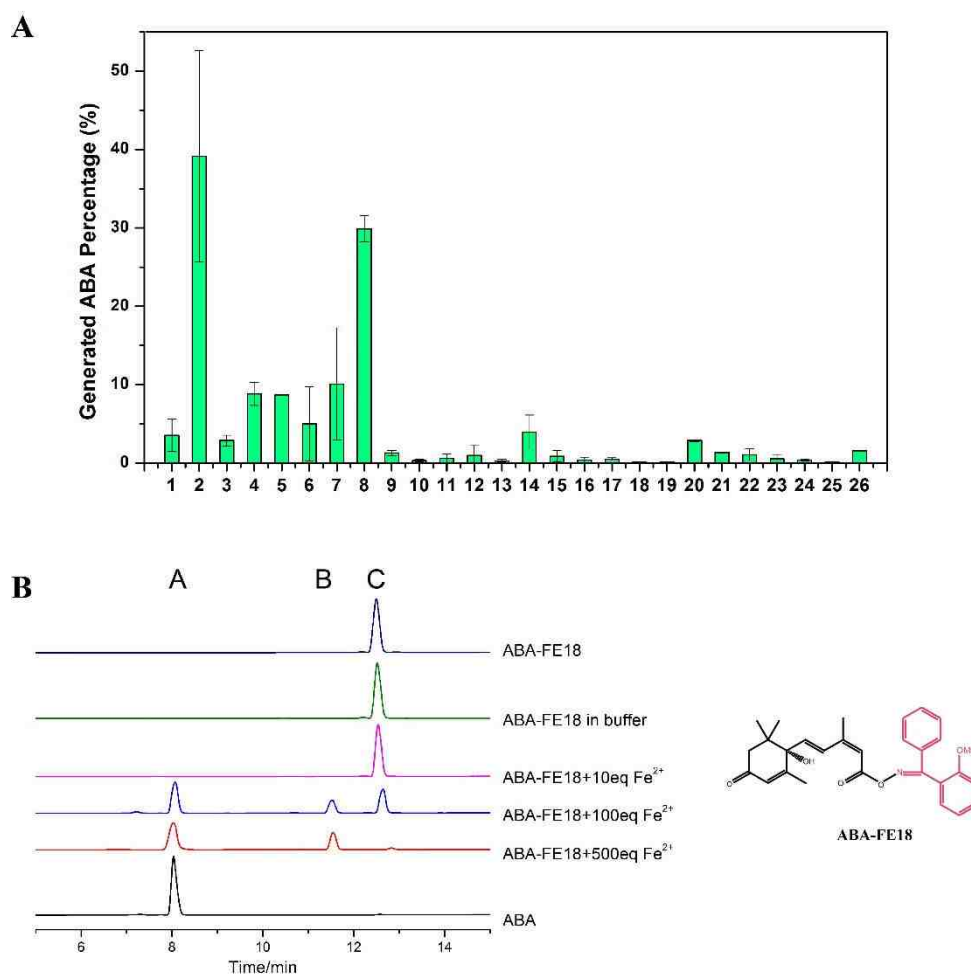 A
Generated ABA Percentage (%)
50
40
30
20
10
0
1 2 3 4 5 6 7 8 9 10 11 12 13 14 15 16 17 18 19 20 21 22 23 24 25 26
B
A B C
ABA-FE18
ABA-FE18 in buffer
ABA-FE18+10eq Fe²⁺
ABA-FE18+100eq Fe²⁺
ABA-FE18+500eq Fe²⁺
ABA
6 8 10 12 14
Time/min
OH
O
O
O
N
OM
ABA-FE18